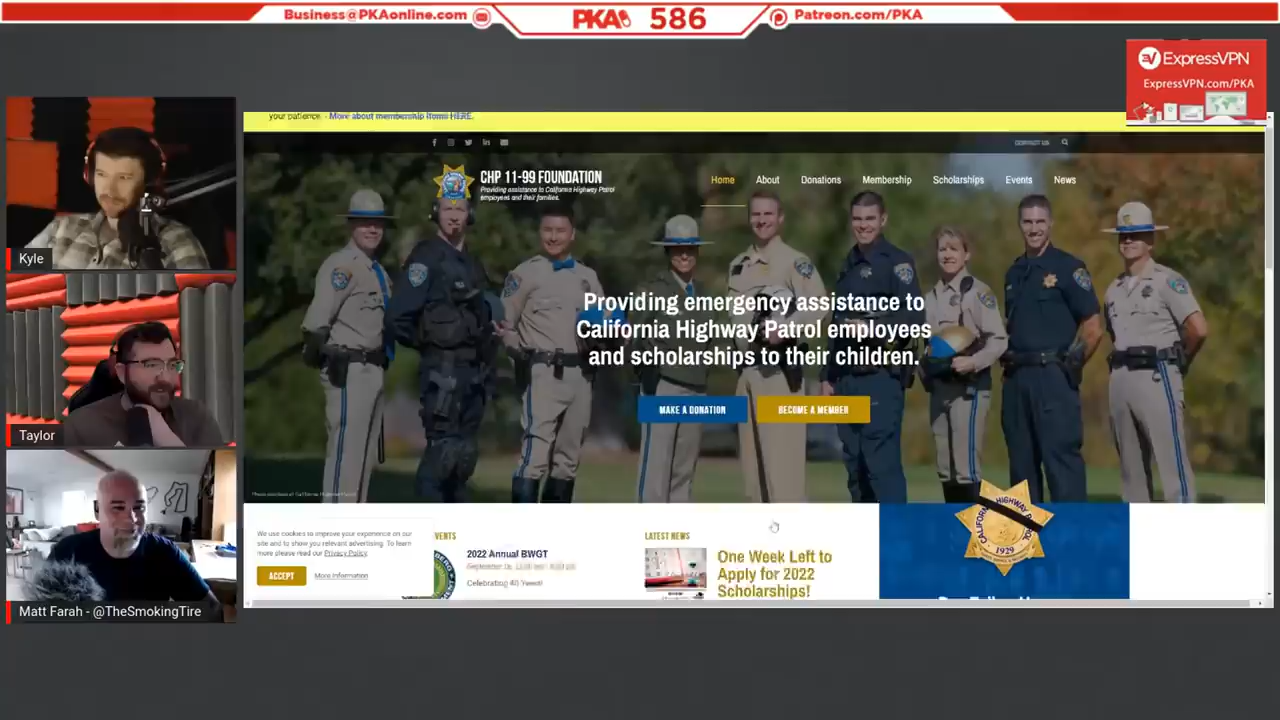 Business@PKAonline.com
PKA 586
Patreon.com/PKA
ExpressVPN
ExpressVPN.com/PKA
your patience. - More about membership items HERE.
CONTACT US
CHP 11-99 FOUNDATION
Providing assistance to California Highway Patrol
employees and their families.
Home
About
Donations
Membership
Scholarships
Events
News
Kyle
Providing emergency assistance to
California Highway Patrol employees
and scholarships to their children.
MAKE A DONATION
BECOME A MEMBER
Taylor
We use cookies to improve your experience on our
site and to show you relevant advertising. To learn
more please read our Privacy Policy.
ACCEPT
More Information
VENTS
2022 Annual BWGT
Celebrating 40 Years!
LATEST NEWS
One Week Left to
Apply for 2022
Scholarships!
CALIFORNIA HIGHWAY PATROL
1929
Matt Farah - @TheSmokingTire